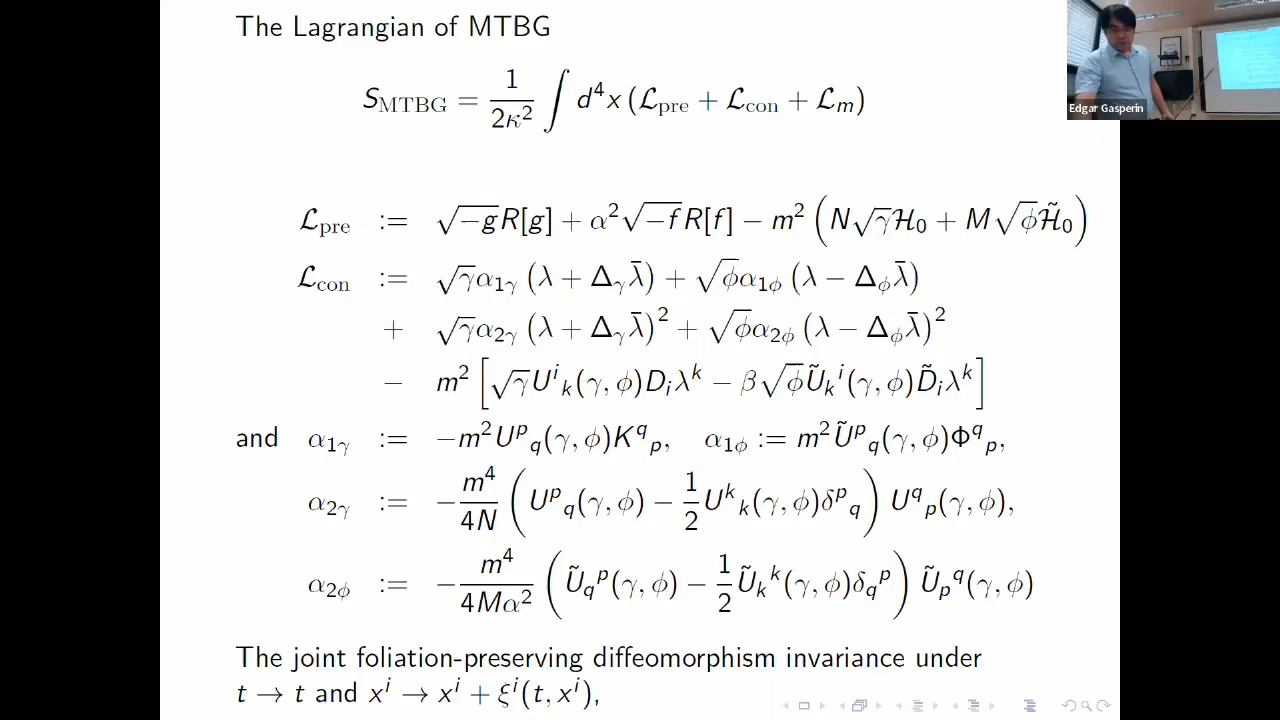 The Lagrangian of MTBG
S_MTBG = 1/(2κ²) ∫ d⁴x (ℒ_pre + ℒ_con + ℒ_m)
Edgar Gasperin
ℒ_pre := √−g R[g] + α²√−f R[f] − m² (N√γ ℋ₀ + M√ϕ ℋ̃₀)
ℒ_con := √γ α_1γ (λ + Δ_γ λ̄) + √ϕ α_1ϕ (λ − Δ_ϕ λ̄)
+ √γ α_2γ (λ + Δ_γ λ̄)² + √ϕ α_2ϕ (λ − Δ_ϕ λ̄)²
− m² [√γ U^i_k(γ, ϕ) D_i λ^k − β√ϕ Ũ_k^i(γ, ϕ) D̃_i λ^k]
and α_1γ := −m² U^p_q(γ, ϕ) K^q_p, α_1ϕ := m² Ũ^p_q(γ, ϕ) Φ^q_p,
α_2γ := −m⁴/(4N) (U^p_q(γ, ϕ) − 1/2 U^k_k(γ, ϕ) δ^p_q) U^q_p(γ, ϕ),
α_2ϕ := −m⁴/(4Mα²) (Ũ_q^p(γ, ϕ) − 1/2 Ũ_k^k(γ, ϕ) δ_q^p) Ũ_p^q(γ, ϕ)
The joint foliation-preserving diffeomorphism invariance under
t → t and x^i → x^i + ξ^i(t, x^i),